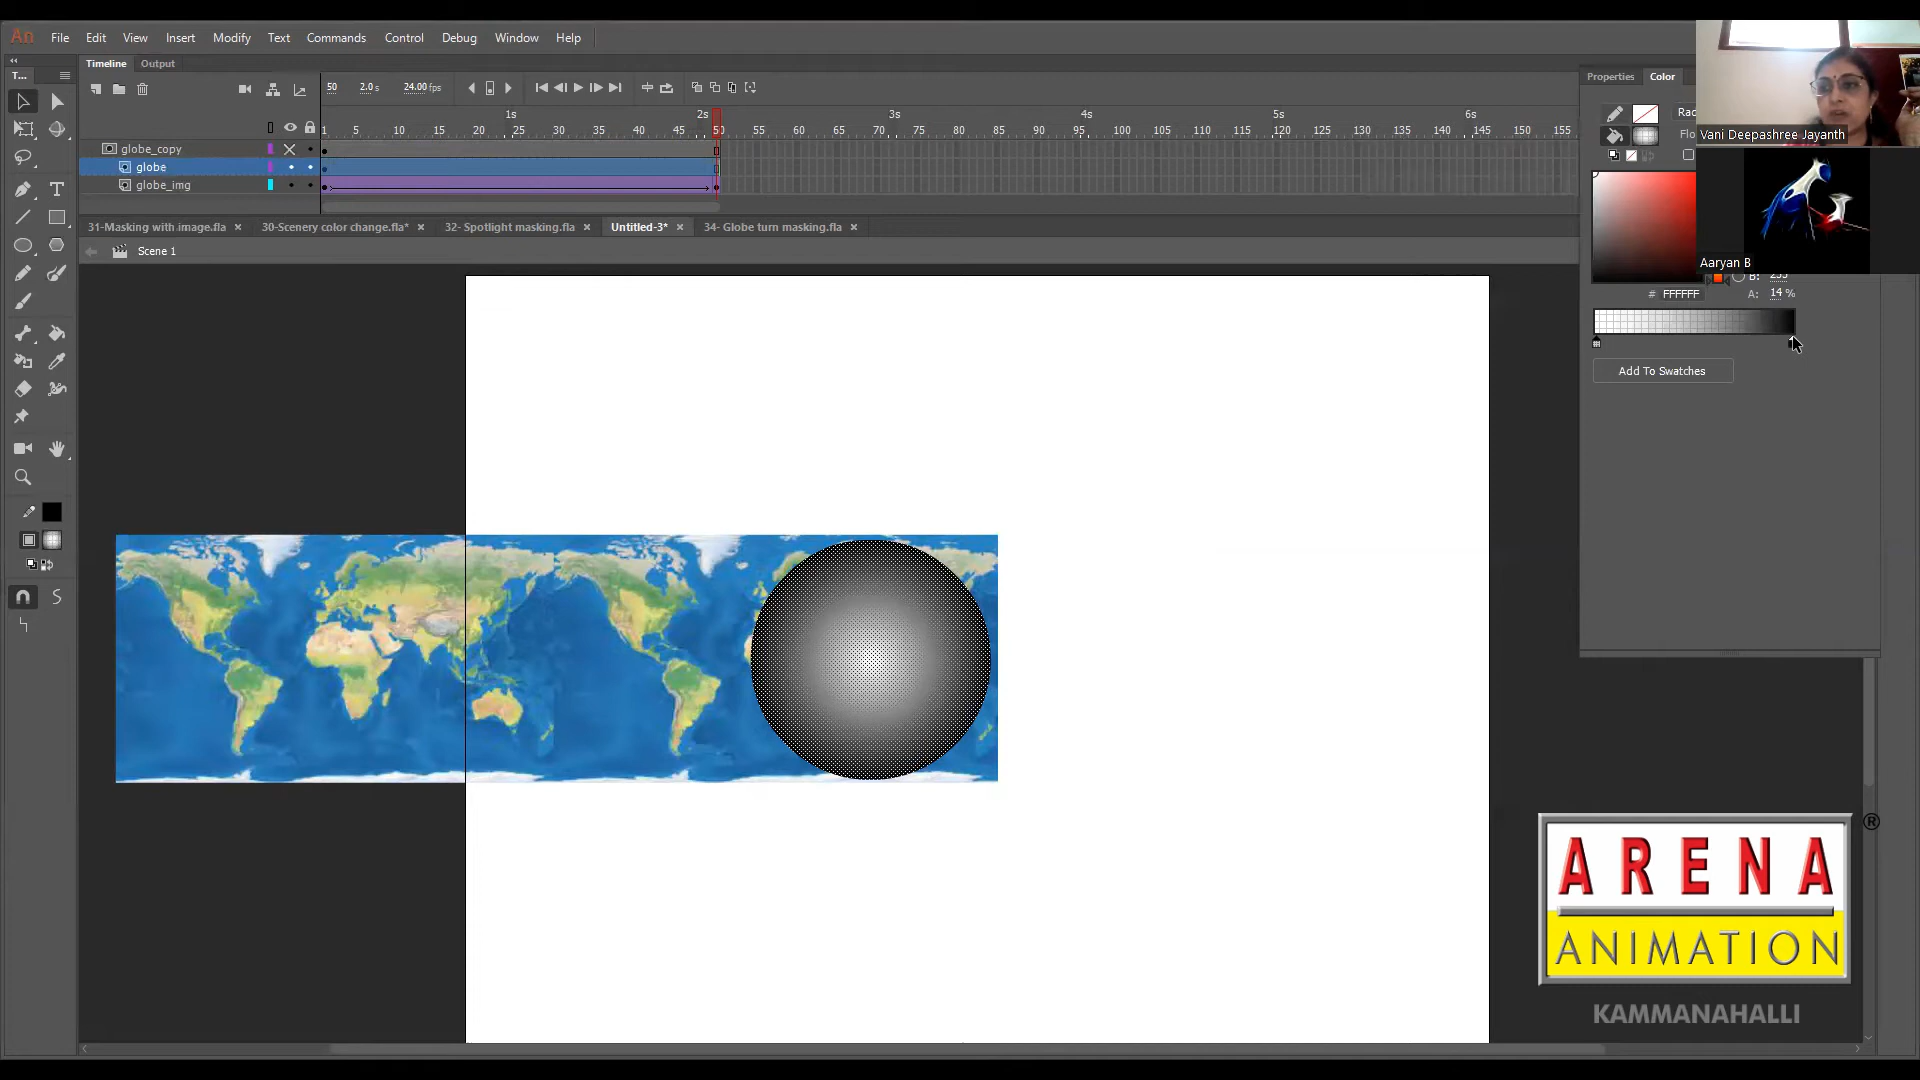 An File Edit View Insert Modify Text Commands Control Debug Window Help
Timeline Output
T...
50 2.0 s 24.00 fps
1s 2s 3s 4s 5s 6s
1 5 10 15 20 25 30 35 40 45 50 55 60 65 70 75 80 85 90 95 100 105 110 115 120 125 130 135 140 145 150 155
globe_copy
globe
globe_img
31-Masking with image.fla 30-Scenery color change.fla* 32- Spotlight masking.fla Untitled-3* 34- Globe turn masking.fla
Scene 1
Properties Color
Rad
Flo
Vani Deepashree Jayanth
Aaryan B
B: 255
# FFFFFF A: 14 %
Add To Swatches
ARENA
ANIMATION
®
KAMMANAHALLI